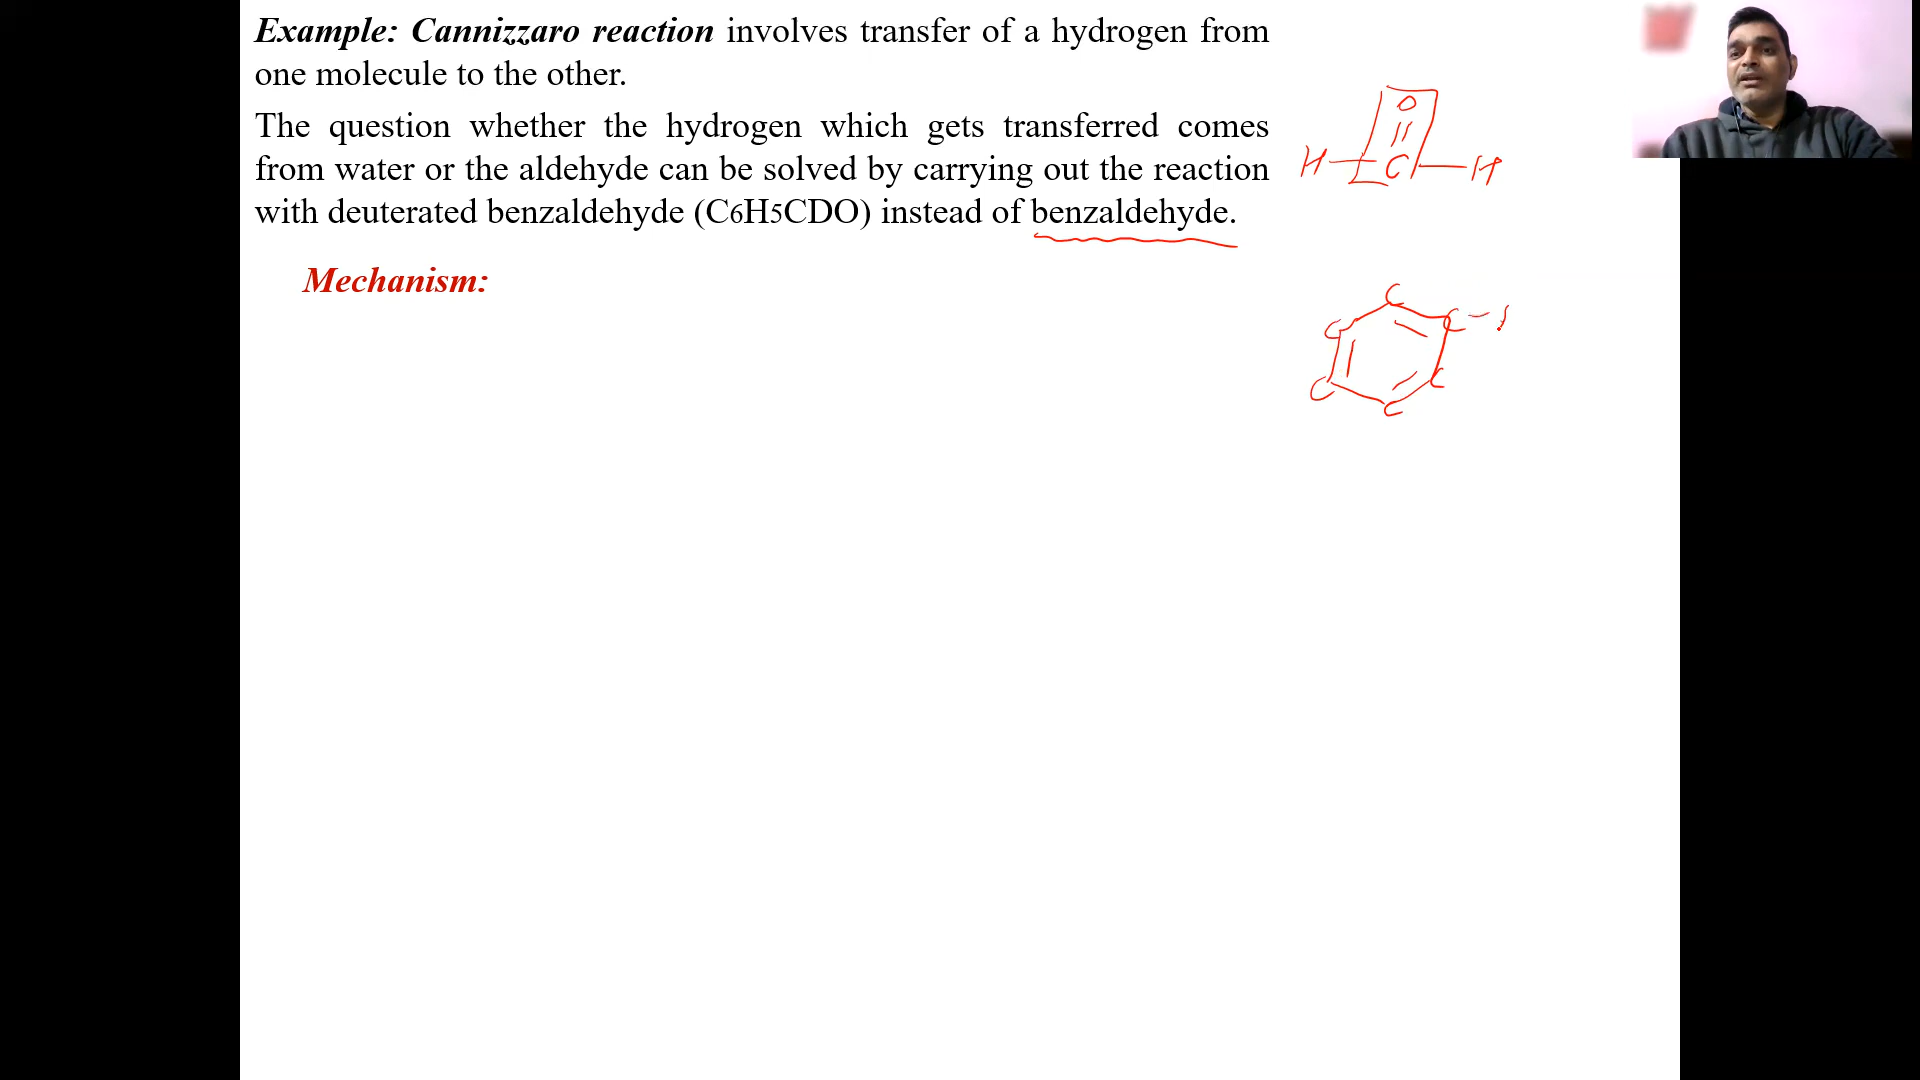 Example: Cannizzaro reaction involves transfer of a hydrogen from
one molecule to the other.
The question whether the hydrogen which gets transferred comes
from water or the aldehyde can be solved by carrying out the reaction
with deuterated benzaldehyde (C6H5CDO) instead of benzaldehyde.
Mechanism:
O
H C H
C
C C
C C
C